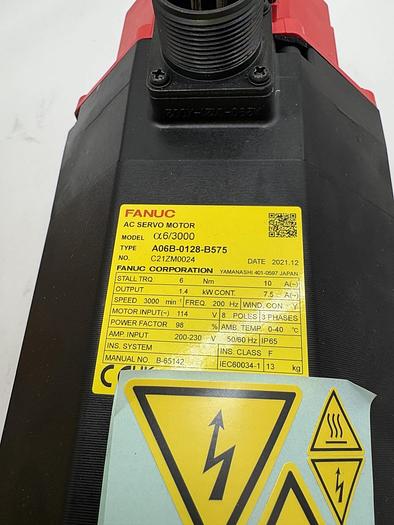 FANUC
AC SERVO MOTOR
MODEL α6/3000
TYPE A06B-0128-B575
NO. C21ZM0024 DATE 2021.12
FANUC CORPORATION YAMANASHI 401-0597 JAPAN
STALL TRQ. 6 Nm 10 A(~)
OUTPUT 1.4 kW CONT. 7.5 A(~)
SPEED 3000 min⁻¹ FREQ. 200 Hz WIND. CON. Y
MOTOR INPUT(~) 114 V 8 POLES 3 PHASES
POWER FACTOR 98 % AMB. TEMP. 0-40 °C
AMP. INPUT 200-230 V 50/60 Hz IP65
INS. SYSTEM INS. CLASS F
MANUAL NO. B-65142 IEC60034-1 13 kg
CE